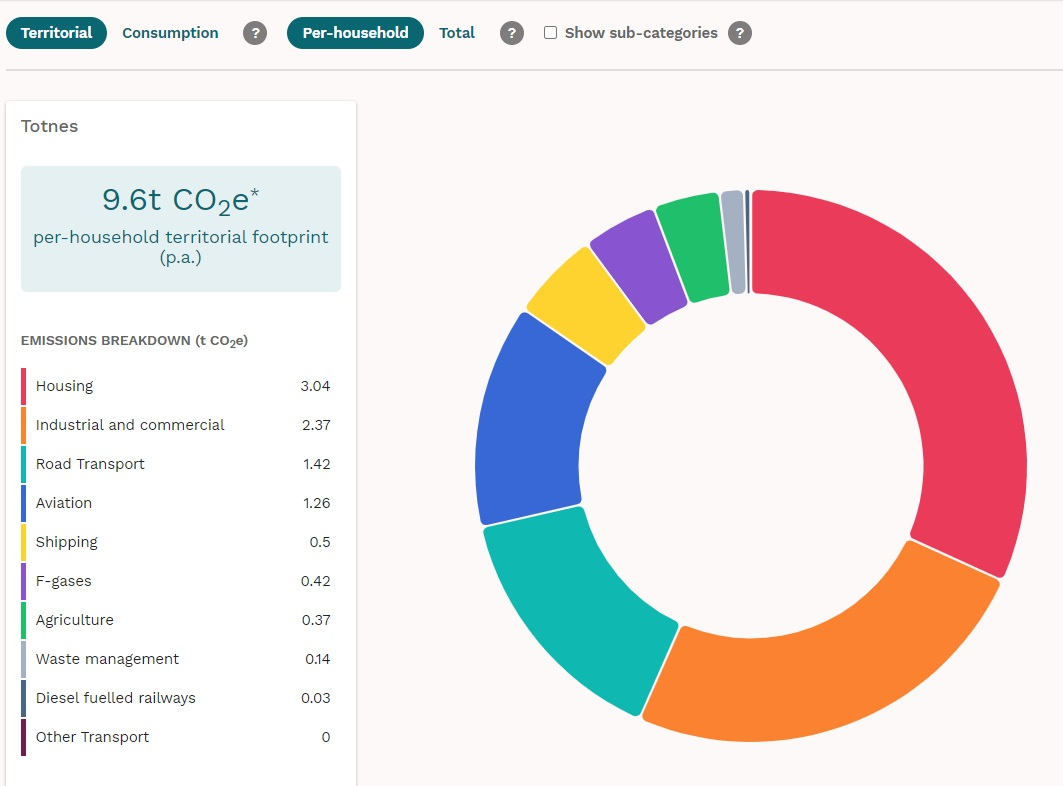 Territorial Consumption ? Per-household Total ? Show sub-categories ?
Totnes
9.6t CO₂e*
per-household territorial footprint
(p.a.)
EMISSIONS BREAKDOWN (t CO₂e)
Housing 3.04
Industrial and commercial 2.37
Road Transport 1.42
Aviation 1.26
Shipping 0.5
F-gases 0.42
Agriculture 0.37
Waste management 0.14
Diesel fuelled railways 0.03
Other Transport 0